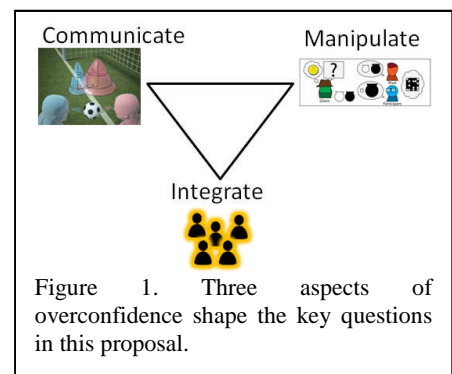 Communicate
Manipulate
?
Integrate
Figure 1. Three aspects of
overconfidence shape the key questions
in this proposal.